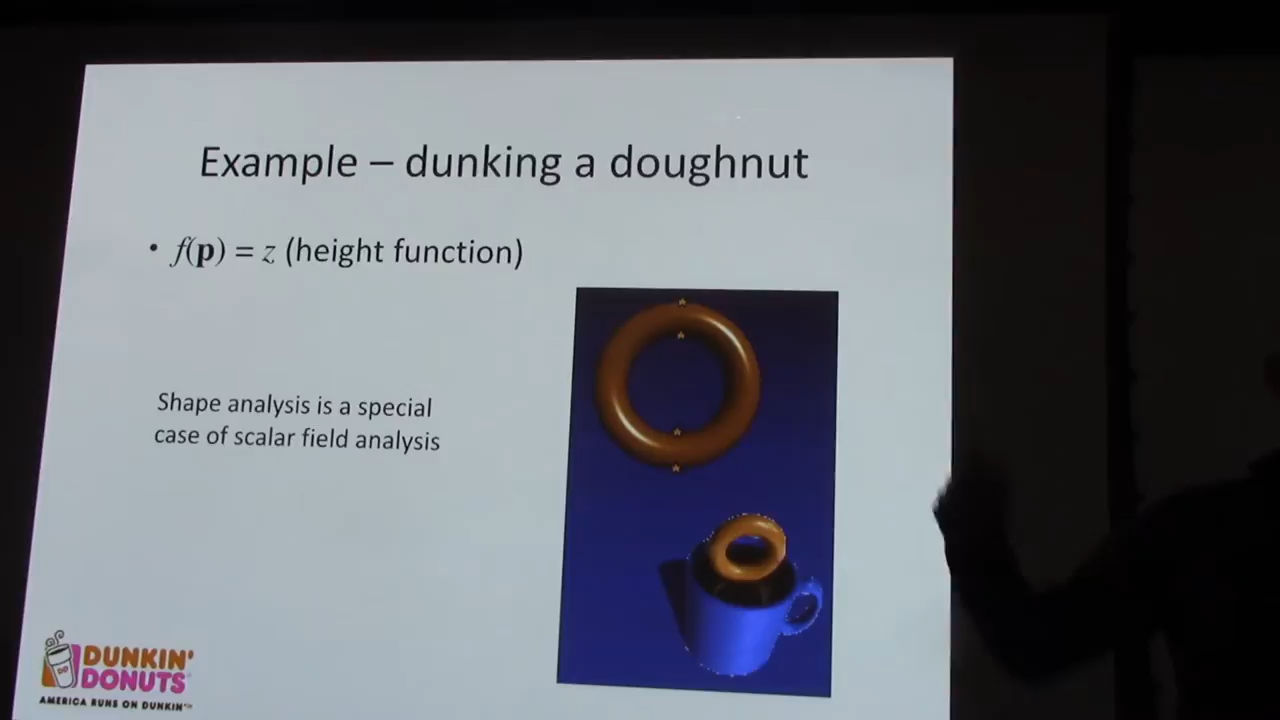 Example – dunking a doughnut
• f(p) = z (height function)
Shape analysis is a special
case of scalar field analysis
DUNKIN'
DONUTS
AMERICA RUNS ON DUNKIN'